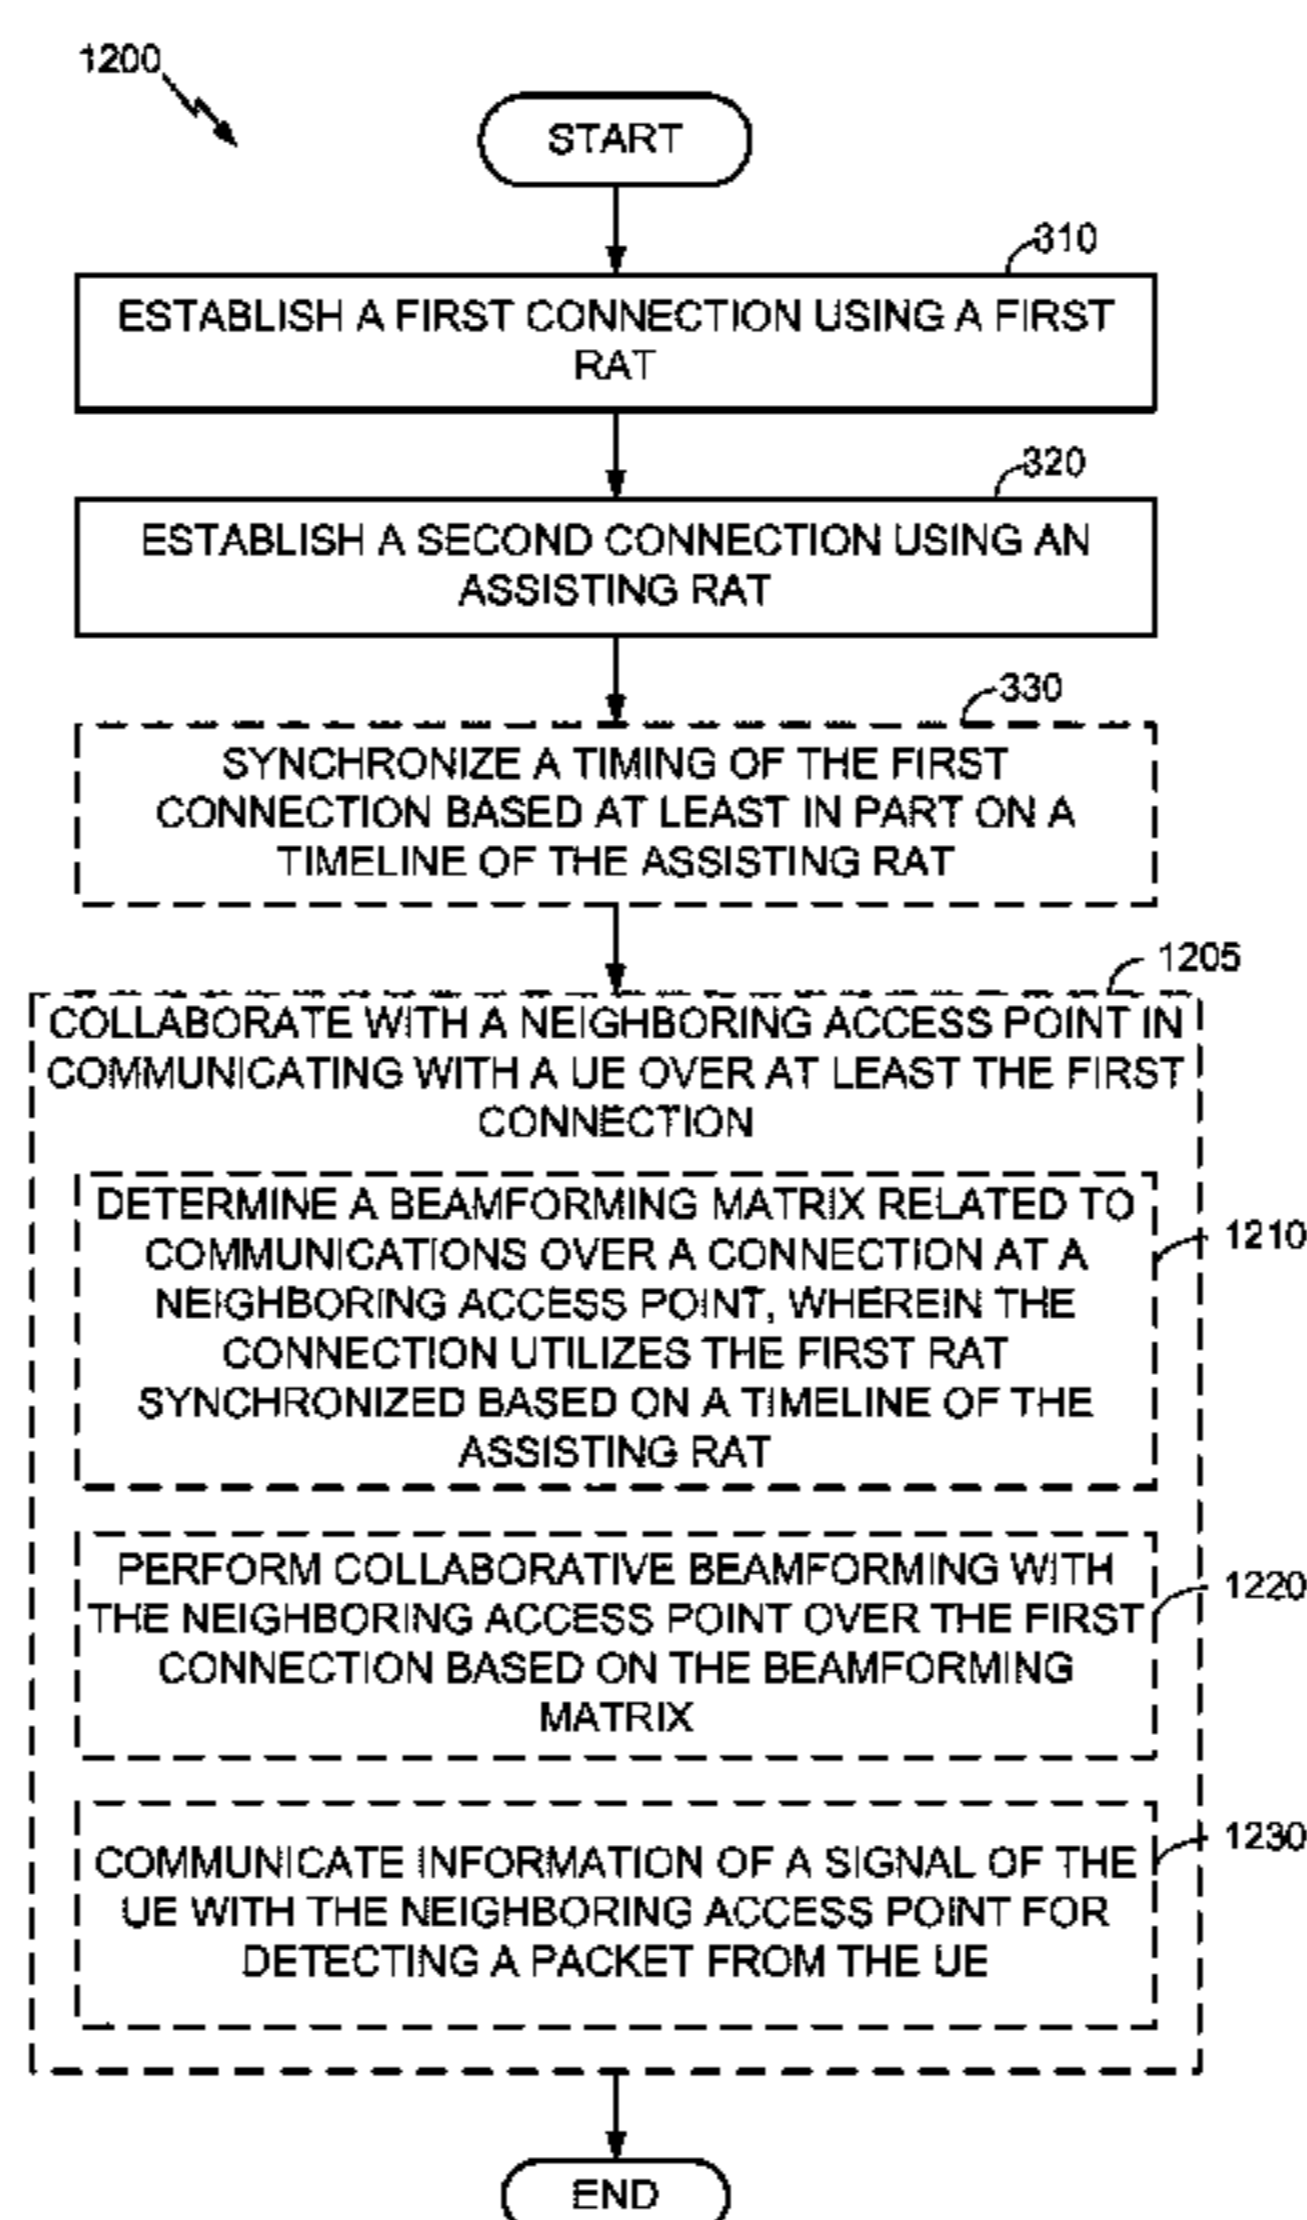 1200
START
310
ESTABLISH A FIRST CONNECTION USING A FIRST
RAT
320
ESTABLISH A SECOND CONNECTION USING AN
ASSISTING RAT
330
SYNCHRONIZE A TIMING OF THE FIRST
CONNECTION BASED AT LEAST IN PART ON A
TIMELINE OF THE ASSISTING RAT
1205
COLLABORATE WITH A NEIGHBORING ACCESS POINT IN
COMMUNICATING WITH A UE OVER AT LEAST THE FIRST
CONNECTION
DETERMINE A BEAMFORMING MATRIX RELATED TO
COMMUNICATIONS OVER A CONNECTION AT A
NEIGHBORING ACCESS POINT, WHEREIN THE
CONNECTION UTILIZES THE FIRST RAT
SYNCHRONIZED BASED ON A TIMELINE OF THE
ASSISTING RAT
1210
PERFORM COLLABORATIVE BEAMFORMING WITH
THE NEIGHBORING ACCESS POINT OVER THE FIRST
CONNECTION BASED ON THE BEAMFORMING
MATRIX
1220
COMMUNICATE INFORMATION OF A SIGNAL OF THE
UE WITH THE NEIGHBORING ACCESS POINT FOR
DETECTING A PACKET FROM THE UE
1230
END